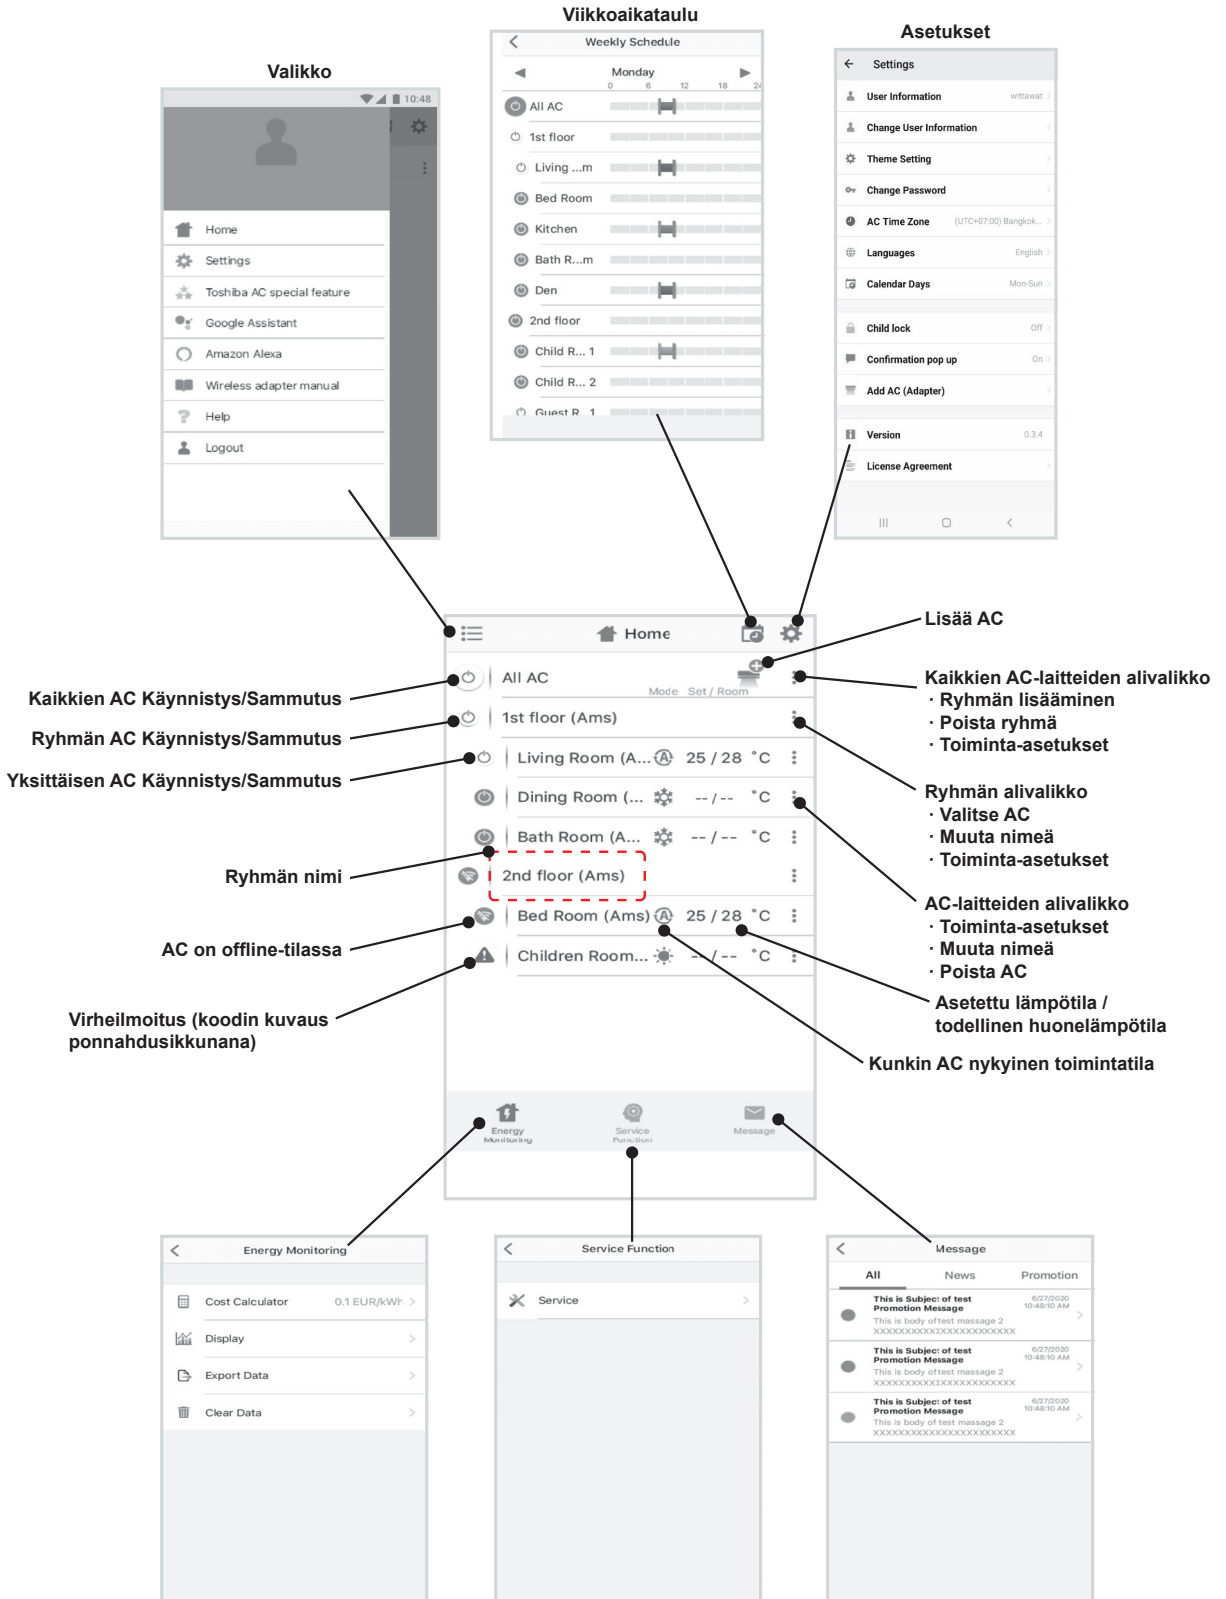 Viikkoaikataulu
Weekly Schedule
Monday
0 6 12 18 24
All AC
1st floor
Living ...m
Bed Room
Kitchen
Bath R...m
Den
2nd floor
Child R... 1
Child R... 2
Guest R 1
Asetukset
Settings
User Information wittawat
Change User Information
Theme Setting
Change Password
AC Time Zone (UTC+07:00) Bangkok...
Languages English
Calendar Days Mon-Sun
Child lock Off
Confirmation pop up On
Add AC (Adapter)
Version 0.3.4
License Agreement
Valikko
10:48
Home
Settings
Toshiba AC special feature
Google Assistant
Amazon Alexa
Wireless adapter manual
Help
Logout
Home
All AC
Mode Set / Room
1st floor (Ams)
Living Room (A... 25 / 28 °C
Dining Room (... -- / -- °C
Bath Room (A... -- / -- °C
2nd floor (Ams)
Bed Room (Ams) 25 / 28 °C
Children Room... -- / -- °C
Energy
Monitoring
Service
Function
Message
Kaikkien AC Käynnistys/Sammutus
Ryhmän AC Käynnistys/Sammutus
Yksittäisen AC Käynnistys/Sammutus
Ryhmän nimi
AC on offline-tilassa
Virheilmoitus (koodin kuvaus
ponnahdusikkunana)
Lisää AC
Kaikkien AC-laitteiden alivalikko
· Ryhmän lisääminen
· Poista ryhmä
· Toiminta-asetukset
Ryhmän alivalikko
· Valitse AC
· Muuta nimeä
· Toiminta-asetukset
AC-laitteiden alivalikko
· Toiminta-asetukset
· Muuta nimeä
· Poista AC
Asetettu lämpötila /
todellinen huonelämpötila
Kunkin AC nykyinen toimintatila
Energy Monitoring
Cost Calculator 0.1 EUR/kWh
Display
Export Data
Clear Data
Service Function
Service
Message
All News Promotion
This is Subject of test
Promotion Message
6/27/2020
10:48:10 AM
This is body of test massage 2
XXXXXXXXXXXXXXXXXXXXXXX
This is Subject of test
Promotion Message
6/27/2020
10:48:10 AM
This is body of test massage 2
XXXXXXXXXXXXXXXXXXXXXXX
This is Subject of test
Promotion Message
6/27/2020
10:48:10 AM
This is body of test massage 2
XXXXXXXXXXXXXXXXXXXXXXX